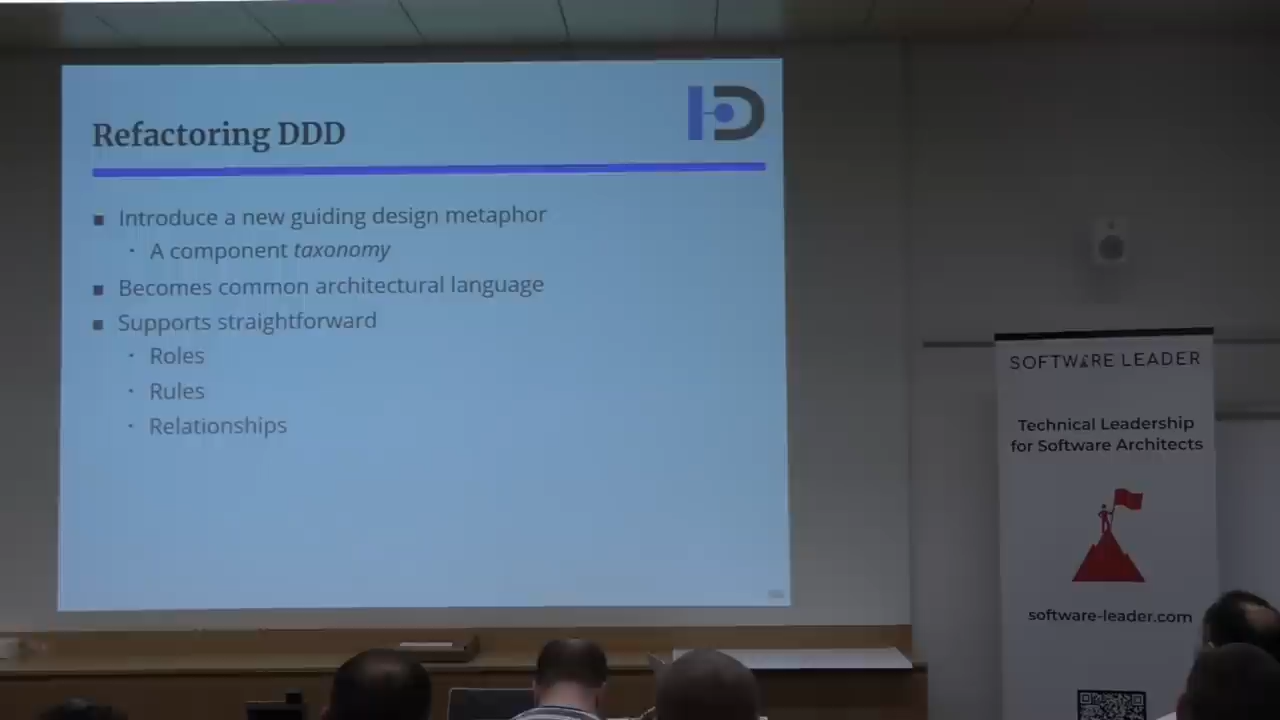 Refactoring DDD
Introduce a new guiding design metaphor
A component taxonomy
Becomes common architectural language
Supports straightforward
Roles
Rules
Relationships
SOFTWARE LEADER
Technical Leadership
for Software Architects
software-leader.com